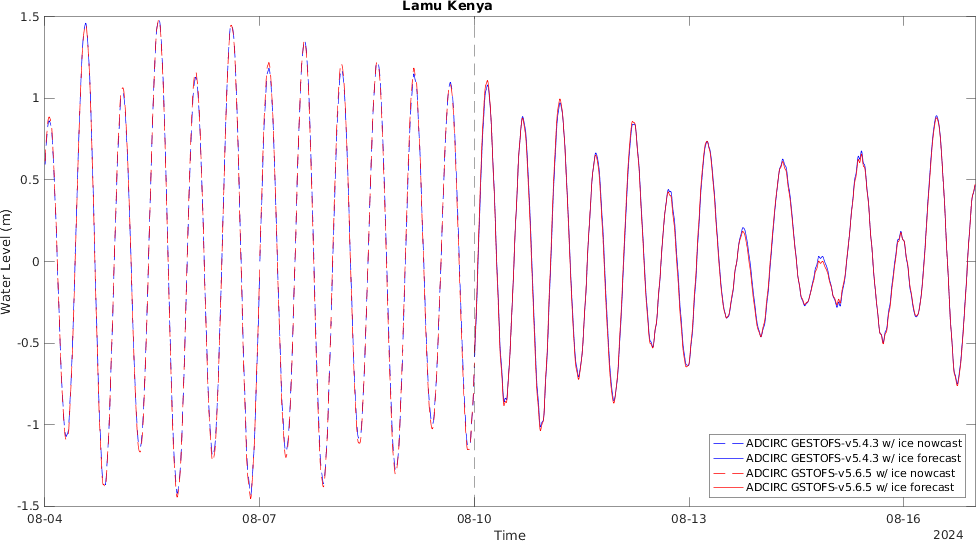 Lamu Kenya
1.5
1
0.5
0
-0.5
-1
-1.5
Water Level (m)
08-04
08-07
08-10
08-13
08-16
Time
2024
ADCIRC GESTOFS-v5.4.3 w/ ice nowcast
ADCIRC GESTOFS-v5.4.3 w/ ice forecast
ADCIRC GSTOFS-v5.6.5 w/ ice nowcast
ADCIRC GSTOFS-v5.6.5 w/ ice forecast